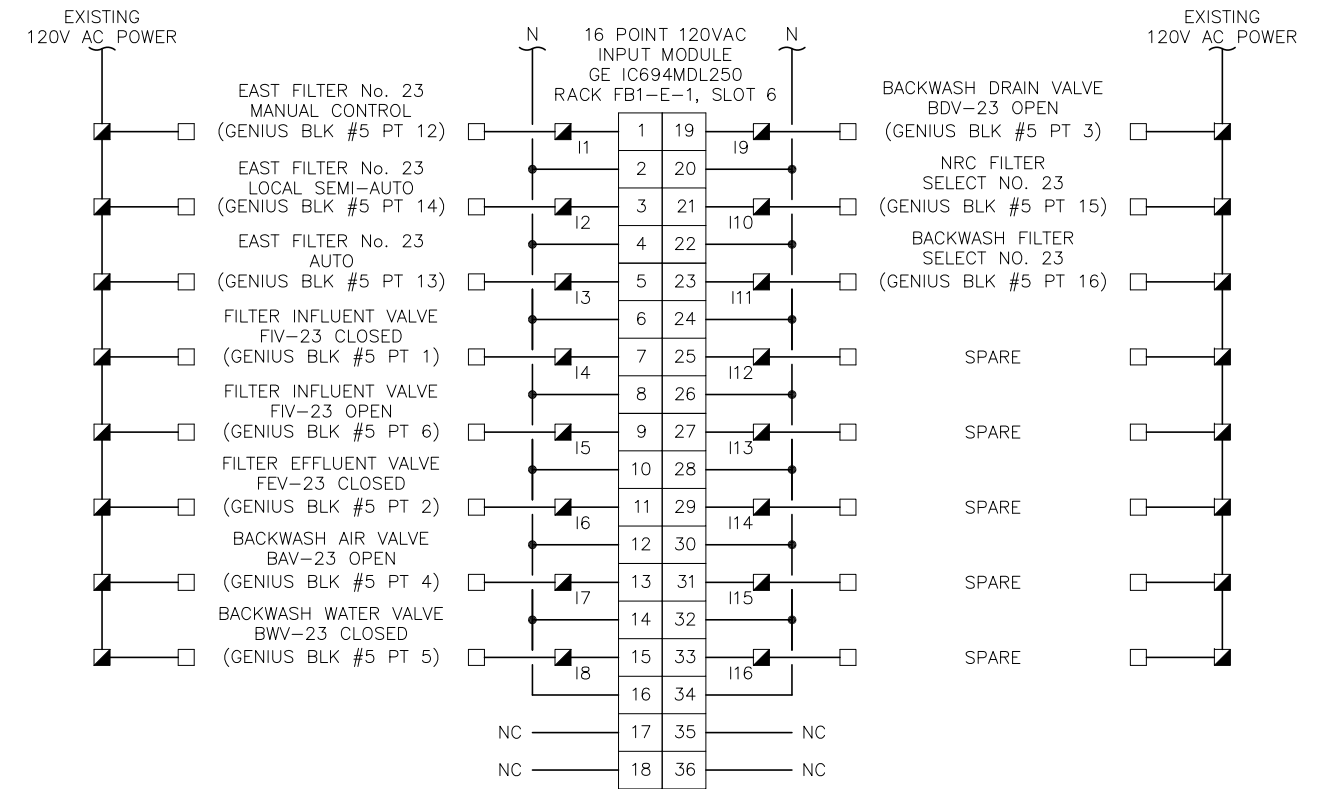 EXISTING
120V AC POWER
N
16 POINT 120VAC
INPUT MODULE
GE IC694MDL250
RACK FB1-E-1, SLOT 6
N
EXISTING
120V AC POWER
EAST FILTER No. 23
MANUAL CONTROL
(GENIUS BLK #5 PT 12)
I1
1
19
I9
BACKWASH DRAIN VALVE
BDV-23 OPEN
(GENIUS BLK #5 PT 3)
2
20
EAST FILTER No. 23
LOCAL SEMI-AUTO
(GENIUS BLK #5 PT 14)
I2
3
21
I10
NRC FILTER
SELECT NO. 23
(GENIUS BLK #5 PT 15)
4
22
EAST FILTER No. 23
AUTO
(GENIUS BLK #5 PT 13)
I3
5
23
I11
BACKWASH FILTER
SELECT NO. 23
(GENIUS BLK #5 PT 16)
6
24
FILTER INFLUENT VALVE
FIV-23 CLOSED
(GENIUS BLK #5 PT 1)
I4
7
25
I12
SPARE
8
26
FILTER INFLUENT VALVE
FIV-23 OPEN
(GENIUS BLK #5 PT 6)
I5
9
27
I13
SPARE
10
28
FILTER EFFLUENT VALVE
FEV-23 CLOSED
(GENIUS BLK #5 PT 2)
I6
11
29
I14
SPARE
12
30
BACKWASH AIR VALVE
BAV-23 OPEN
(GENIUS BLK #5 PT 4)
I7
13
31
I15
SPARE
14
32
BACKWASH WATER VALVE
BWV-23 CLOSED
(GENIUS BLK #5 PT 5)
I8
15
33
I16
SPARE
16
34
NC
17
35
NC
NC
18
36
NC